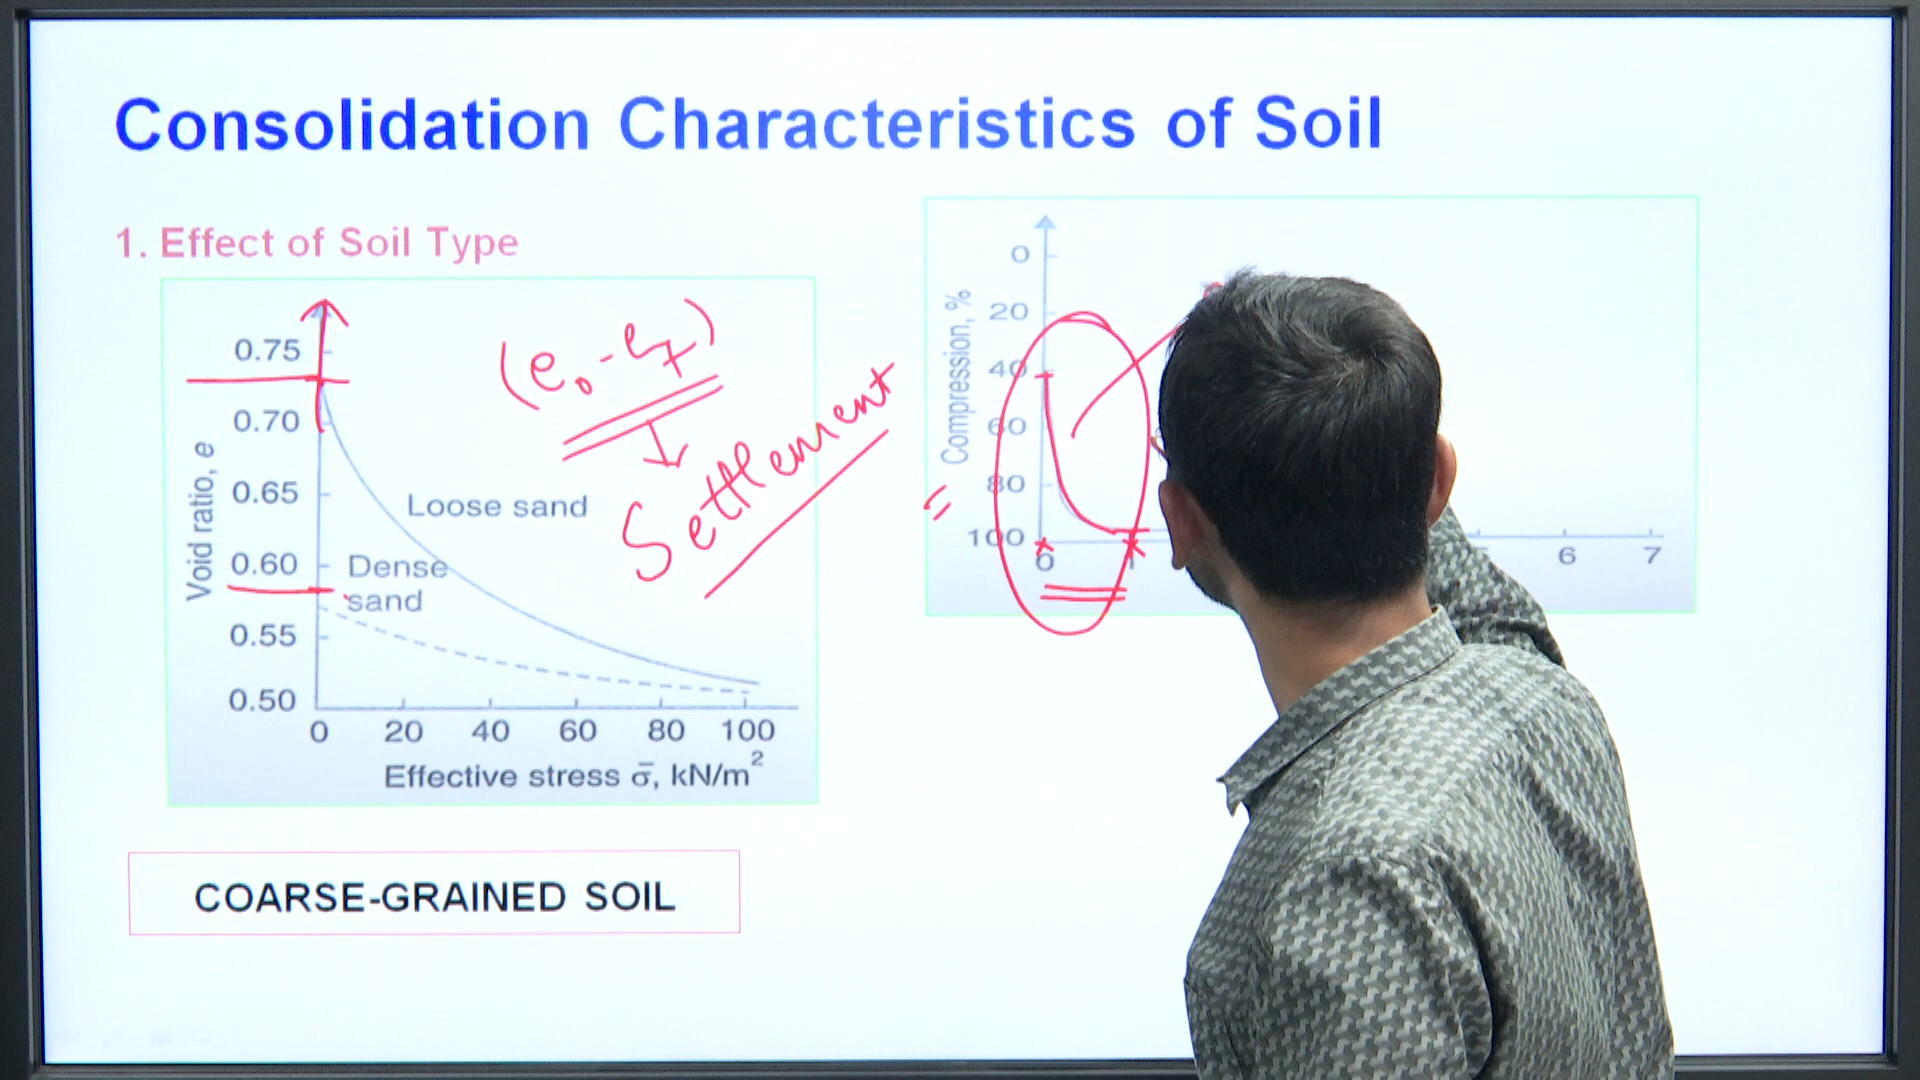 Consolidation Characteristics of Soil
1. Effect of Soil Type
0.75
0.70
0.65
0.60
0.55
0.50
Void ratio, e
Loose sand
Dense
sand
0 20 40 60 80 100
Effective stress σ̄, kN/m²
(e₀ - e_f)
Settlement
COARSE-GRAINED SOIL
0
20
40
60
80
100
Compression, %
=
0 1 6 7